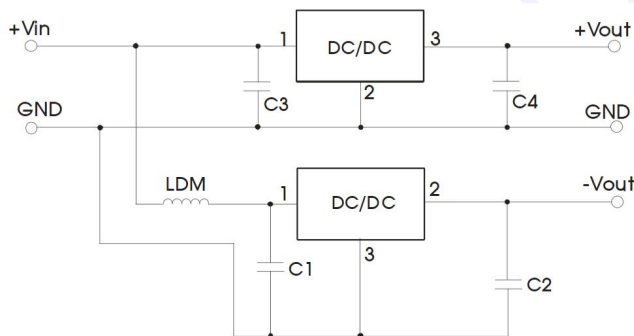 +Vin
1
DC/DC
3
+Vout
2
C3
C4
GND
GND
LDM
1
DC/DC
2
-Vout
3
C1
C2